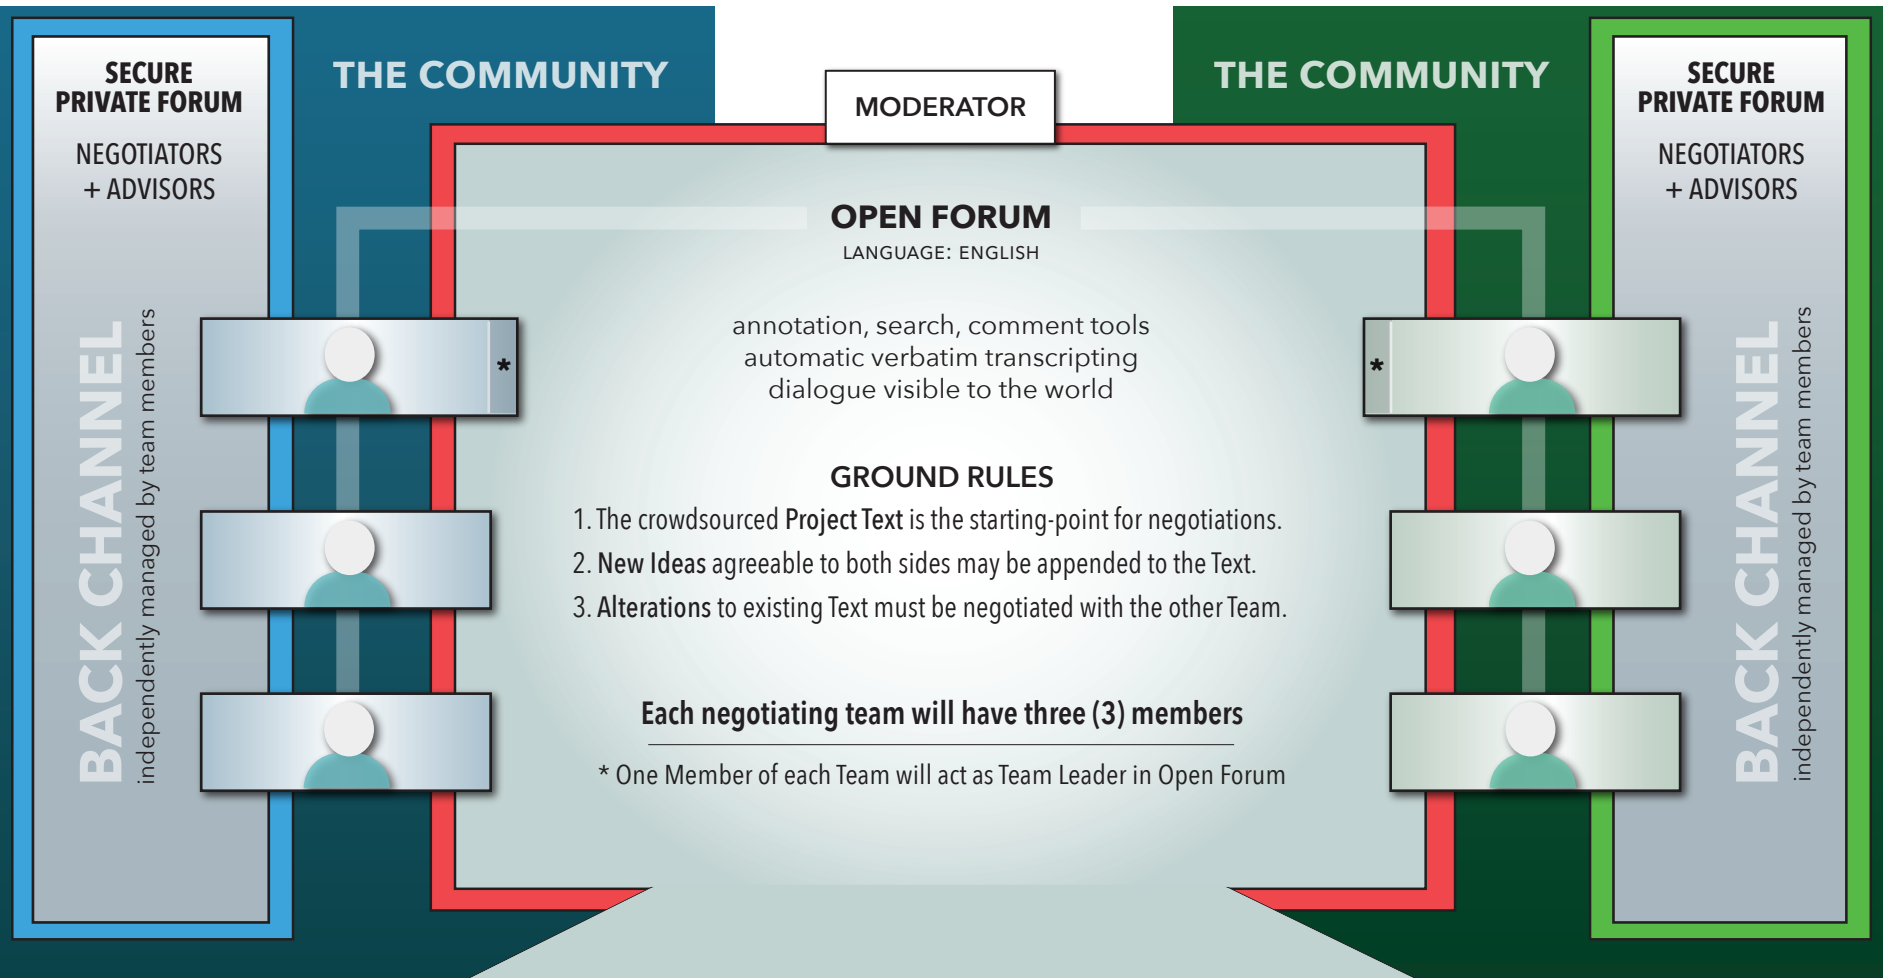 SECURE
PRIVATE FORUM
NEGOTIATORS
+ ADVISORS
BACK CHANNEL
independently managed by team members
THE COMMUNITY
*
MODERATOR
OPEN FORUM
LANGUAGE: ENGLISH
annotation, search, comment tools
automatic verbatim transcripting
dialogue visible to the world
GROUND RULES
1. The crowdsourced Project Text is the starting-point for negotiations.
2. New Ideas agreeable to both sides may be appended to the Text.
3. Alterations to existing Text must be negotiated with the other Team.
Each negotiating team will have three (3) members
* One Member of each Team will act as Team Leader in Open Forum
THE COMMUNITY
*
SECURE
PRIVATE FORUM
NEGOTIATORS
+ ADVISORS
BACK CHANNEL
independently managed by team members